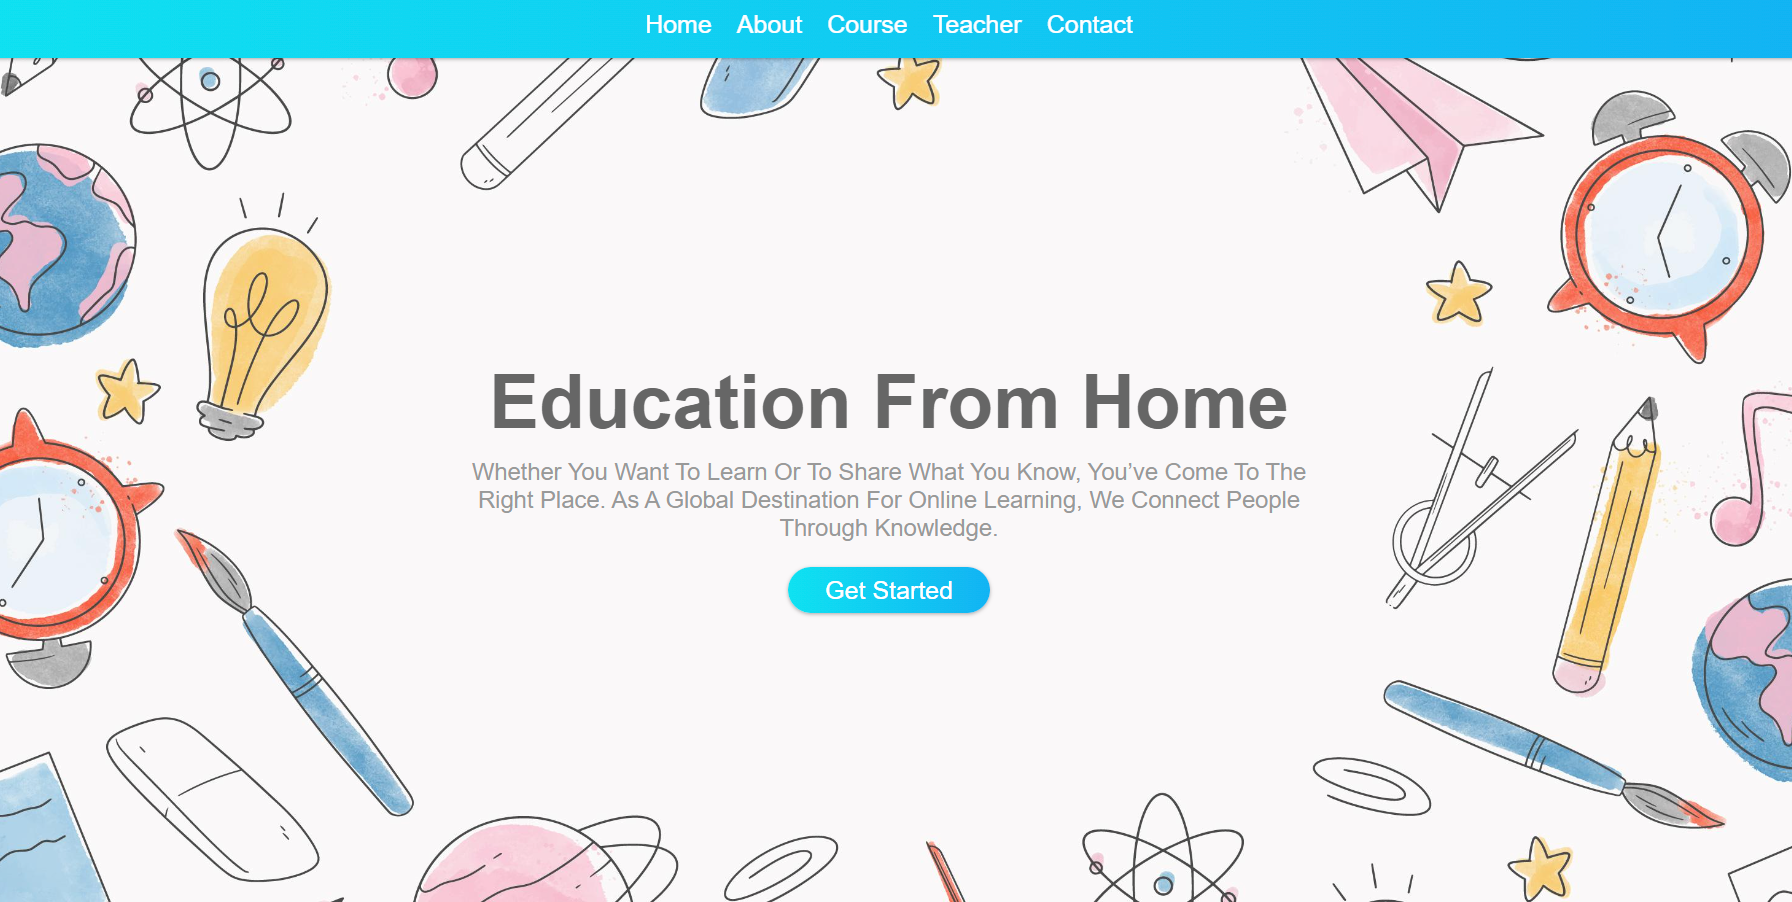 Home About Course Teacher Contact
Education From Home
Whether You Want To Learn Or To Share What You Know, You’ve Come To The
Right Place. As A Global Destination For Online Learning, We Connect People
Through Knowledge.
Get Started